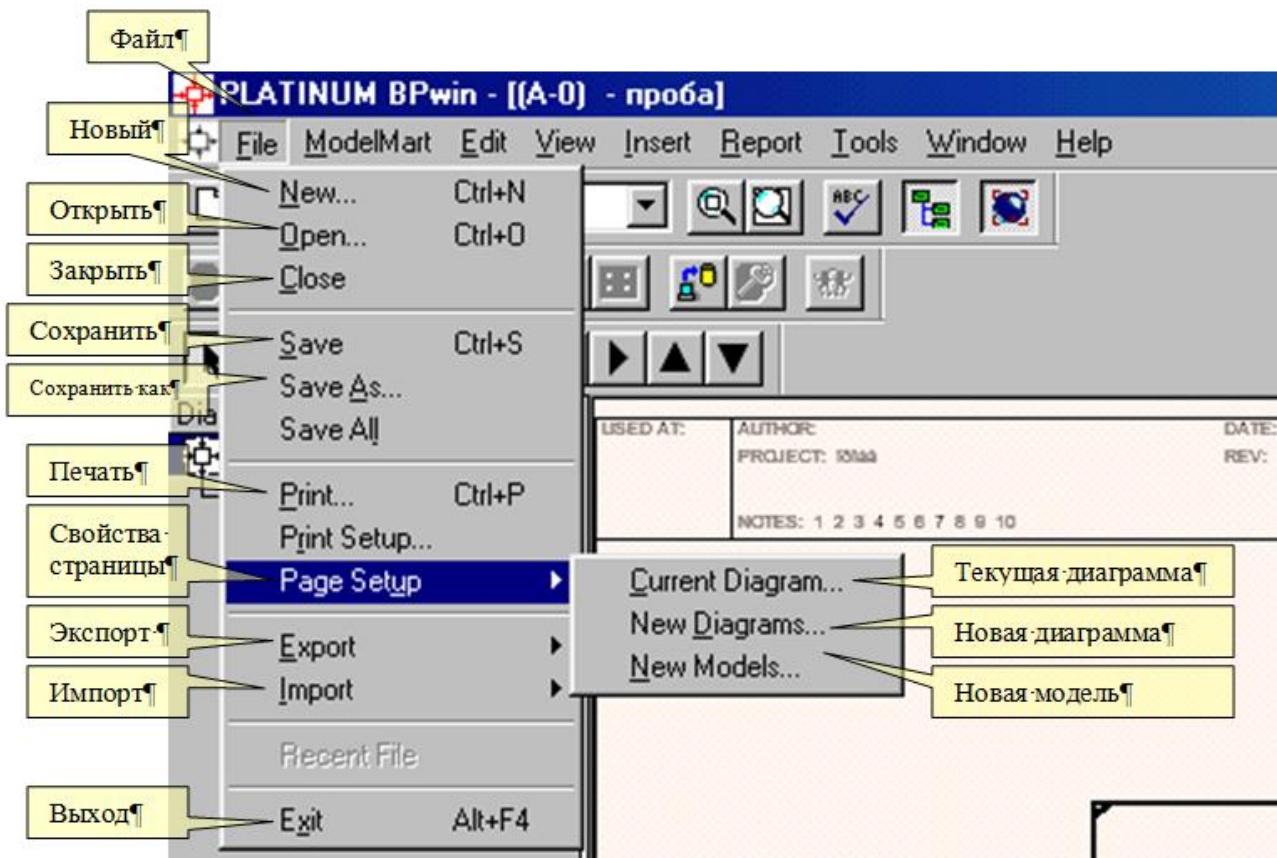 Файл¶
PLATINUM BPwin - [(A-0) - проба]
Новый¶
File ModelMart Edit View Insert Report Tools Window Help
New... Ctrl+N
Открыть¶
Open... Ctrl+O
Закрыть¶
Close
Сохранить¶
Save Ctrl+S
Сохранить·как¶
Save As...
Dia
Save All
Печать¶
Print... Ctrl+P
Print Setup...
Свойства·
страницы¶
Page Setup
Экспорт·¶
Export
Импорт¶
Import
Recent File
Выход¶
Exit Alt+F4
ABC
USED AT: AUTHOR: DATE:
PROJECT: REV:
NOTES: 1 2 3 4 5 6 7 8 9 10
Current Diagram...
Текущая·диаграмма¶
New Diagrams...
Новая·диаграмма¶
New Models...
Новая·модель¶